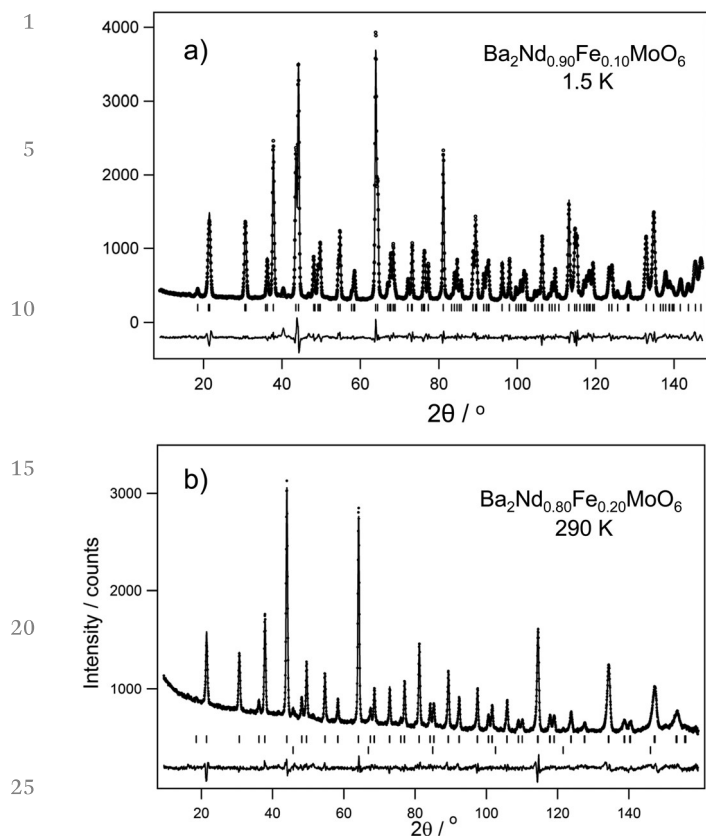 1
4000
a)
Ba₂Nd₀.₉₀Fe₀.₁₀MoO₆
1.5 K
3000
5
2000
1000
10
0
20 40 60 80 100 120 140
2θ / °
15
b)
Ba₂Nd₀.₈₀Fe₀.₂₀MoO₆
290 K
3000
Intensity / counts
2000
20
1000
25
20 40 60 80 100 120 140
2θ / °